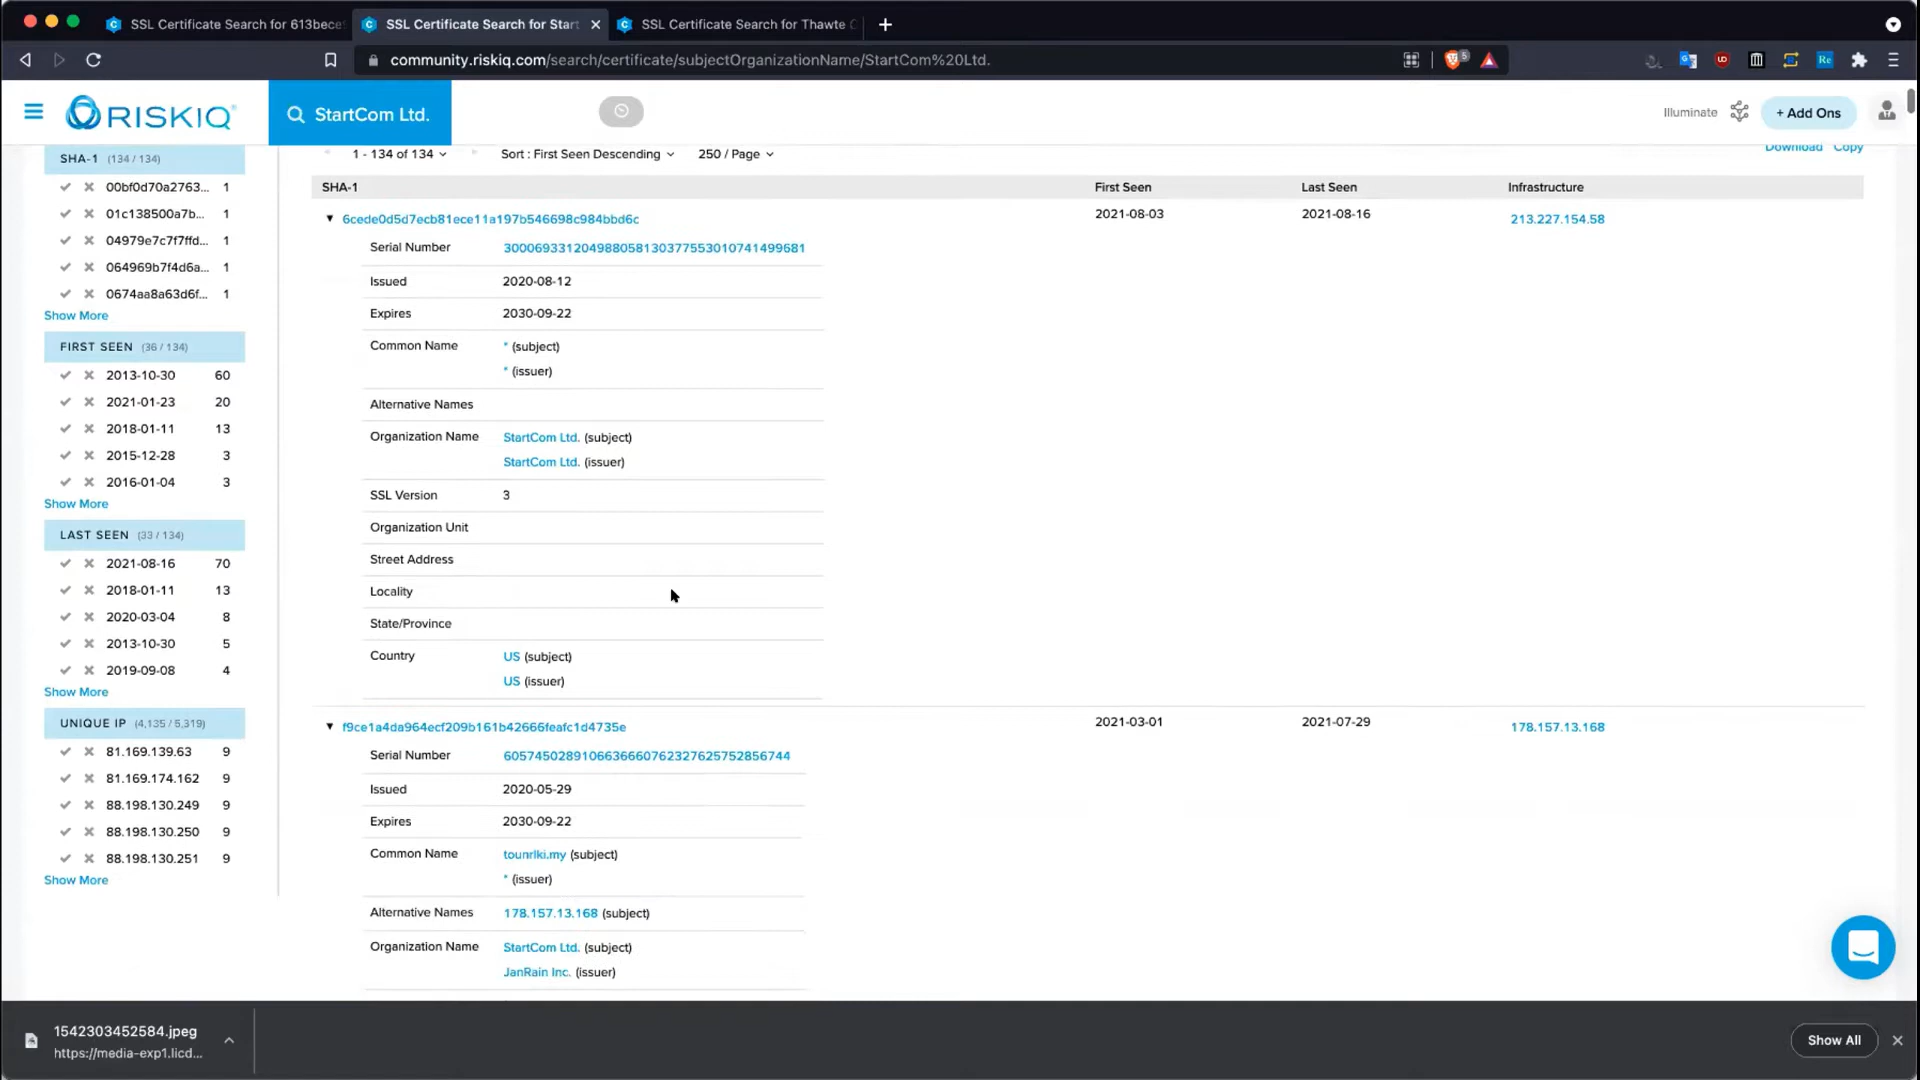 SSL Certificate Search for 613bece
SSL Certificate Search for Start
SSL Certificate Search for Thawte C
community.riskiq.com/search/certificate/subjectOrganizationName/StartCom%20Ltd.
5
Re
RISKIQ
StartCom Ltd.
Illuminate
+ Add Ons
1 - 134 of 134
Sort : First Seen Descending
250 / Page
Download Copy
SHA-1 (134 / 134)
00bf0d70a2763... 1
01c138500a7b... 1
04979e7c7f7ffd... 1
064969b7f4d6a... 1
0674aa8a63d6f... 1
Show More
FIRST SEEN (36 / 134)
2013-10-30 60
2021-01-23 20
2018-01-11 13
2015-12-28 3
2016-01-04 3
Show More
LAST SEEN (33 / 134)
2021-08-16 70
2018-01-11 13
2020-03-04 8
2013-10-30 5
2019-09-08 4
Show More
UNIQUE IP (4,135 / 5,319)
81.169.139.63 9
81.169.174.162 9
88.198.130.249 9
88.198.130.250 9
88.198.130.251 9
Show More
SHA-1 First Seen Last Seen Infrastructure
6cede0d5d7ecb81ece11a197b546698c984bbd6c 2021-08-03 2021-08-16 213.227.154.58
Serial Number 300069331204988058130377553010741499681
Issued 2020-08-12
Expires 2030-09-22
Common Name * (subject)
* (issuer)
Alternative Names
Organization Name StartCom Ltd. (subject)
StartCom Ltd. (issuer)
SSL Version 3
Organization Unit
Street Address
Locality
State/Province
Country US (subject)
US (issuer)
f9ce1a4da964ecf209b161b42666feafc1d4735e 2021-03-01 2021-07-29 178.157.13.168
Serial Number 60574502891066366607623276257528567​44
Issued 2020-05-29
Expires 2030-09-22
Common Name tounrlki.my (subject)
* (issuer)
Alternative Names 178.157.13.168 (subject)
Organization Name StartCom Ltd. (subject)
JanRain Inc. (issuer)
1542303452584.jpeg
https://media-exp1.licd...
Show All